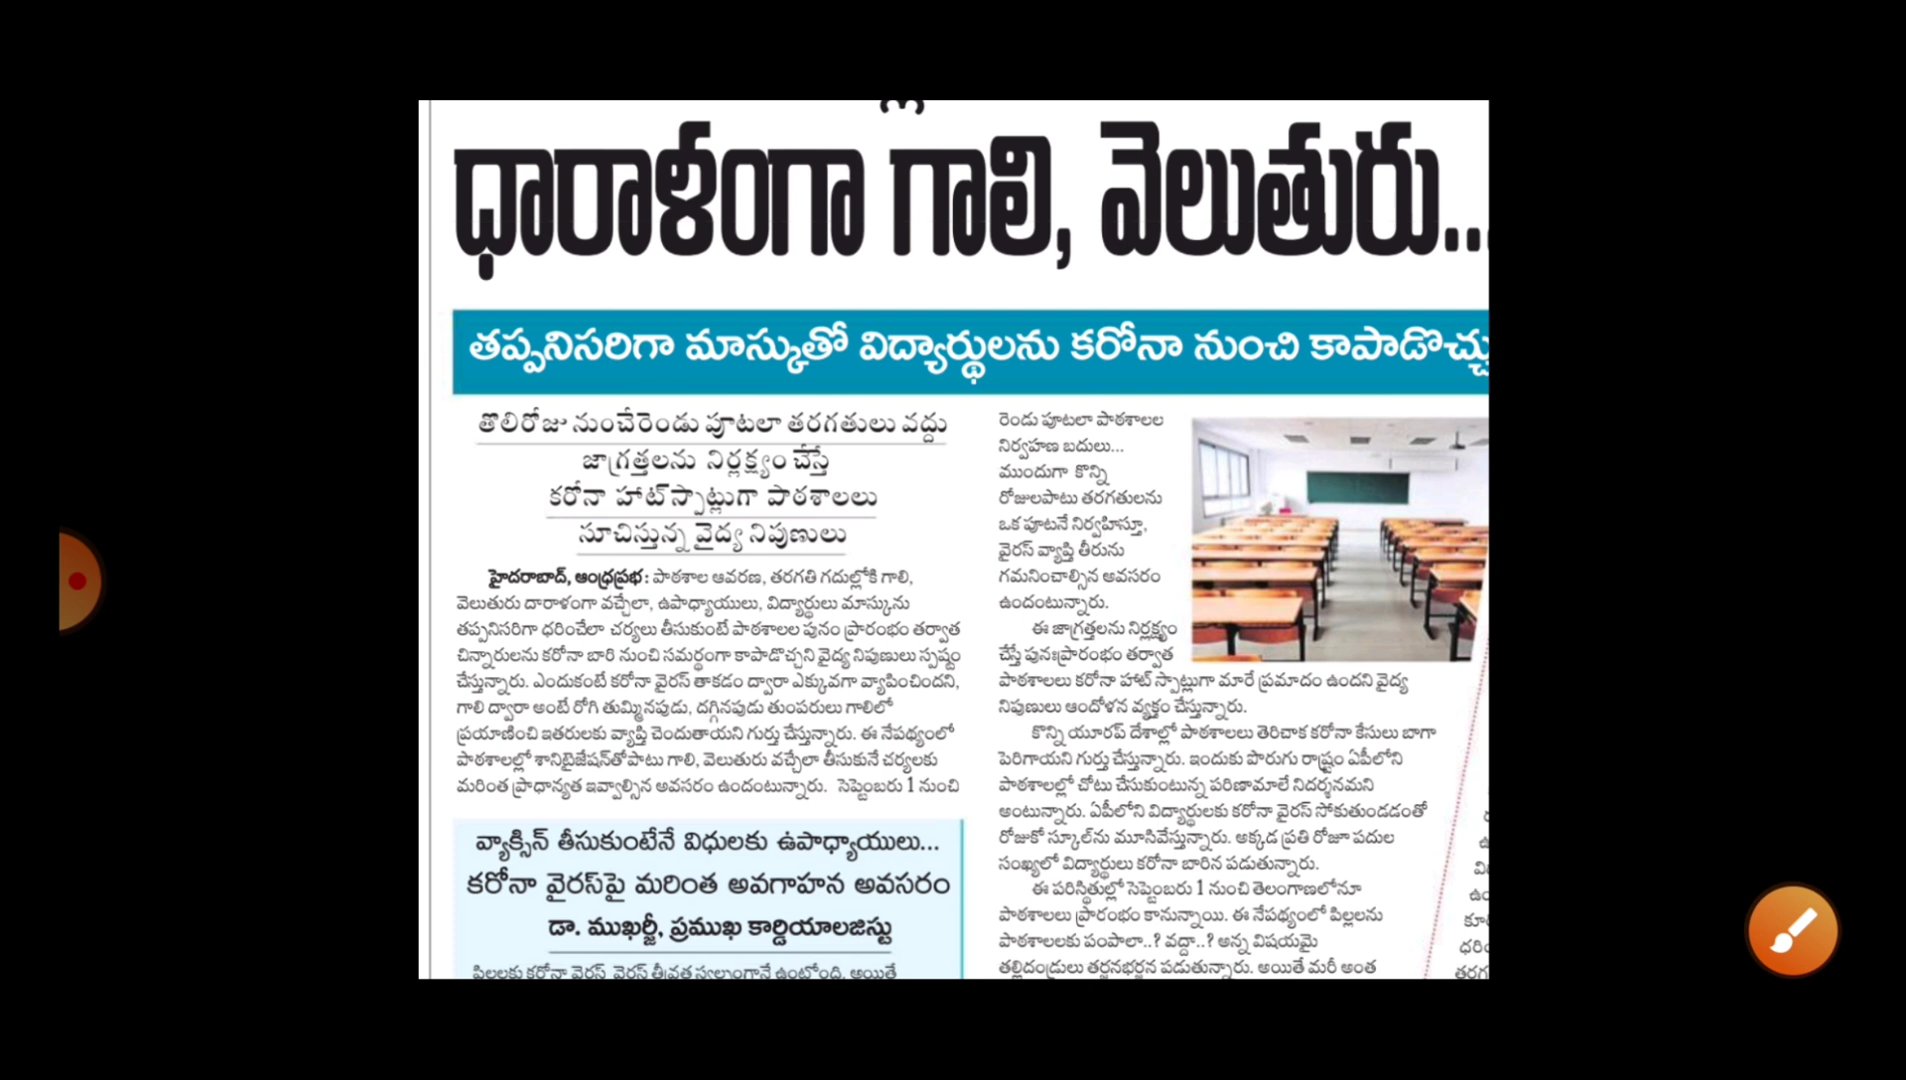 ధారాళంగా గాలి, వెలుతురు...
తప్పనిసరిగా మాస్కుతో విద్యార్థులను కరోనా నుంచి కాపాడొచ్చు
తొలిరోజు నుంచేరెండు పూటలా తరగతులు వద్దు
జాగ్రత్తలను నిర్లక్ష్యం చేస్తే
కరోనా హాట్‌స్పాట్లుగా పాఠశాలలు
సూచిస్తున్న వైద్య నిపుణులు
హైదరాబాద్, ఆంధ్రప్రభ: పాఠశాల ఆవరణ, తరగతి గదుల్లోకి గాలి,
వెలుతురు దారాళంగా వచ్చేలా, ఉపాధ్యాయులు, విద్యార్థులు మాస్కును
తప్పనిసరిగా ధరించేలా చర్యలు తీసుకుంటే పాఠశాలల పునం ప్రారంభం తర్వాత
చిన్నారులను కరోనా బారి నుంచి సమర్థంగా కాపాడొచ్చని వైద్య నిపుణులు స్పష్టం
చేస్తున్నారు. ఎందుకంటే కరోనా వైరస్ తాకడం ద్వారా ఎక్కువగా వ్యాపించిందని,
గాలి ద్వారా అంటే రోగి తుమ్మినపుడు, దగ్గినపుడు తుంపరులు గాలిలో
ప్రయాణించి ఇతరులకు వ్యాప్తి చెందుతాయని గుర్తు చేస్తున్నారు. ఈ నేపథ్యంలో
పాఠశాలల్లో శానిటైజేషన్‌తోపాటు గాలి, వెలుతురు వచ్చేలా తీసుకునే చర్యలకు
మరింత ప్రాధాన్యత ఇవ్వాల్సిన అవసరం ఉందంటున్నారు. సెప్టెంబరు 1 నుంచి
వ్యాక్సిన్ తీసుకుంటేనే విధులకు ఉపాధ్యాయులు...
కరోనా వైరస్‌పై మరింత అవగాహన అవసరం
డా. ముఖర్జీ, ప్రముఖ కార్డియాలజిస్టు
పిల్లలకు కరోనా వైరస్ వైరస్ తీవ్రత స్వల్పంగానే ఉంటోంది. అయితే
రెండు పూటలా పాఠశాలల
నిర్వహణ బదులు...
ముందుగా కొన్ని
రోజులపాటు తరగతులను
ఒక పూటనే నిర్వహిస్తూ,
వైరస్ వ్యాప్తి తీరును
గమనించాల్సిన అవసరం
ఉందంటున్నారు.
ఈ జాగ్రత్తలను నిర్లక్ష్యం
చేస్తే పునఃప్రారంభం తర్వాత
పాఠశాలలు కరోనా హాట్ స్పాట్లుగా మారే ప్రమాదం ఉందని వైద్య
నిపుణులు ఆందోళన వ్యక్తం చేస్తున్నారు.
కొన్ని యూరప్ దేశాల్లో పాఠశాలలు తెరిచాక కరోనా కేసులు బాగా
పెరిగాయని గుర్తు చేస్తున్నారు. ఇందుకు పొరుగు రాష్ట్రం ఏపీలోని
పాఠశాలల్లో చోటు చేసుకుంటున్న పరిణామాలే నిదర్శనమని
అంటున్నారు. ఏపీలోని విద్యార్థులకు కరోనా వైరస్ సోకుతుండడంతో
రోజుకో స్కూల్‌ను మూసివేస్తున్నారు. అక్కడ ప్రతి రోజూ పదుల
సంఖ్యలో విద్యార్థులు కరోనా బారిన పడుతున్నారు.
ఈ పరిస్థితుల్లో సెప్టెంబరు 1 నుంచి తెలంగాణలోనూ
పాఠశాలలు ప్రారంభం కానున్నాయి. ఈ నేపథ్యంలో పిల్లలను
పాఠశాలలకు పంపాలా..? వద్దా..? అన్న విషయమై
తల్లిదండ్రులు తర్జనభర్జన పడుతున్నారు. అయితే మరీ అంత